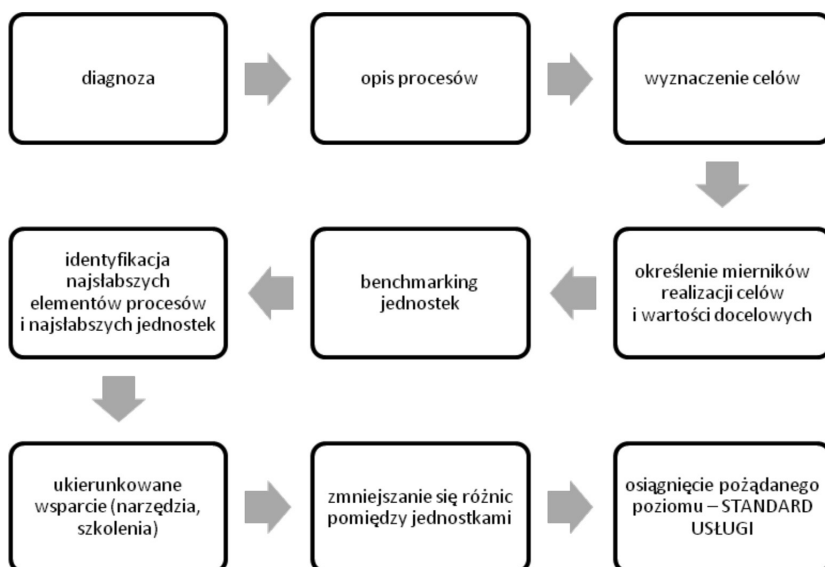 diagnoza
opis procesów
wyznaczenie celów
określenie mierników
realizacji celów
i wartości docelowych
benchmarking
jednostek
identyfikacja
najsłabszych
elementów procesów
i najsłabszych jednostek
ukierunkowane
wsparcie (narzędzia,
szkolenia)
zmniejszanie się różnic
pomiędzy jednostkami
osiągnięcie pożądanego
poziomu – STANDARD
USŁUGI